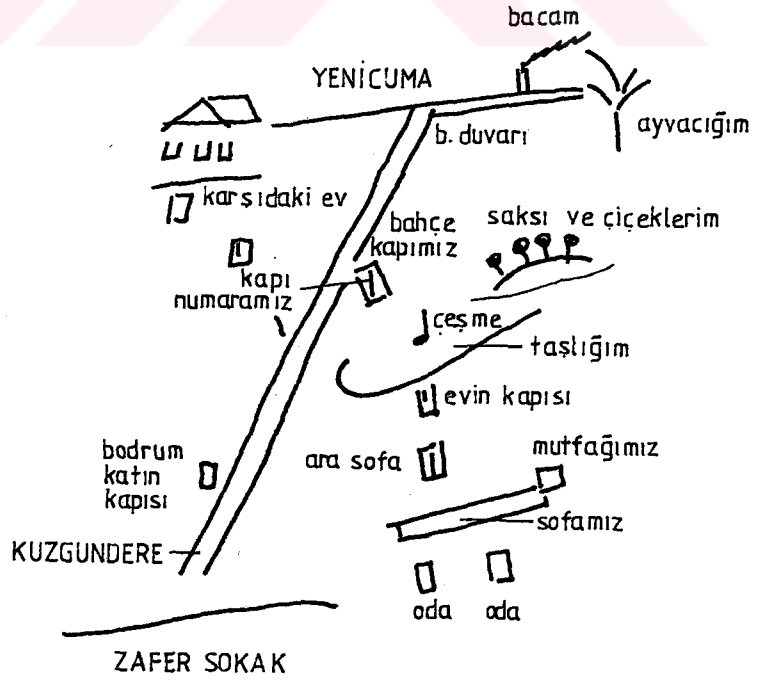 bacam
YENİCUMA
ayvacığım
b. duvarı
karşıdaki ev
bahçe
kapımız
saksı ve çiçeklerim
kapı
numaramız
çeşme
taşlığım
evin kapısı
bodrum
katın
kapısı
ara sofa
mutfağımız
sofamız
KUZGUNDERE
oda oda
ZAFER SOKAK